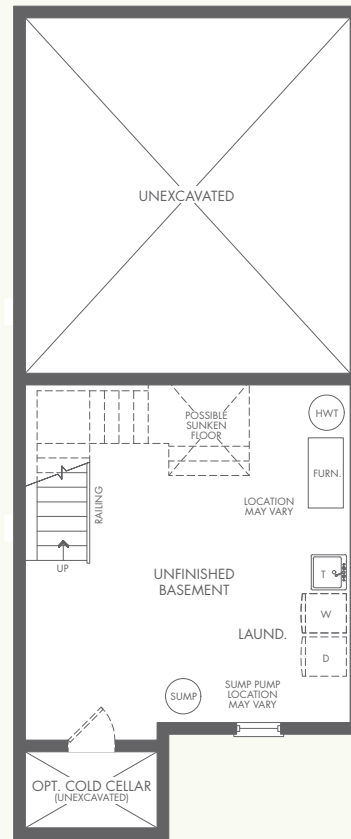 UNEXCAVATED
POSSIBLE
SUNKEN
FLOOR
HWT
FURN.
LOCATION
MAY VARY
RAILING
UP
UNFINISHED
BASEMENT
T
W
LAUND.
D
SUMP
SUMP PUMP
LOCATION
MAY VARY
OPT. COLD CELLAR
(UNEXCAVATED)